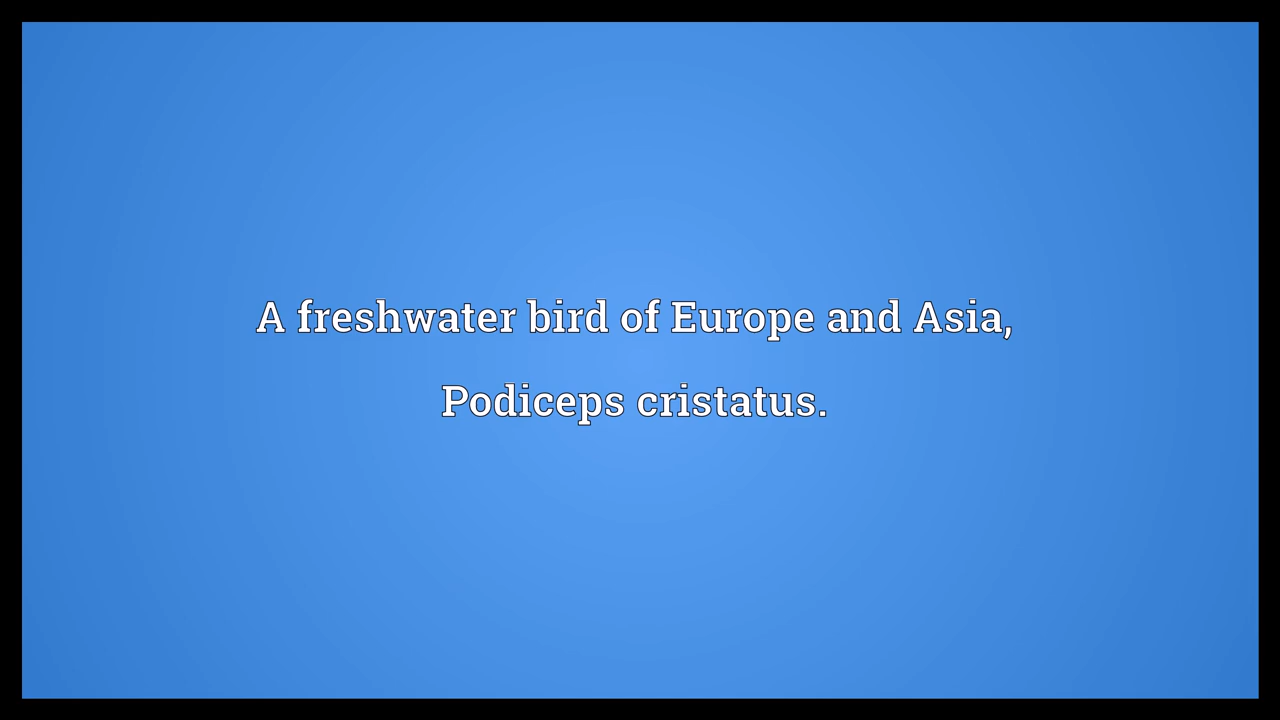 A freshwater bird of Europe and Asia,
Podiceps cristatus.